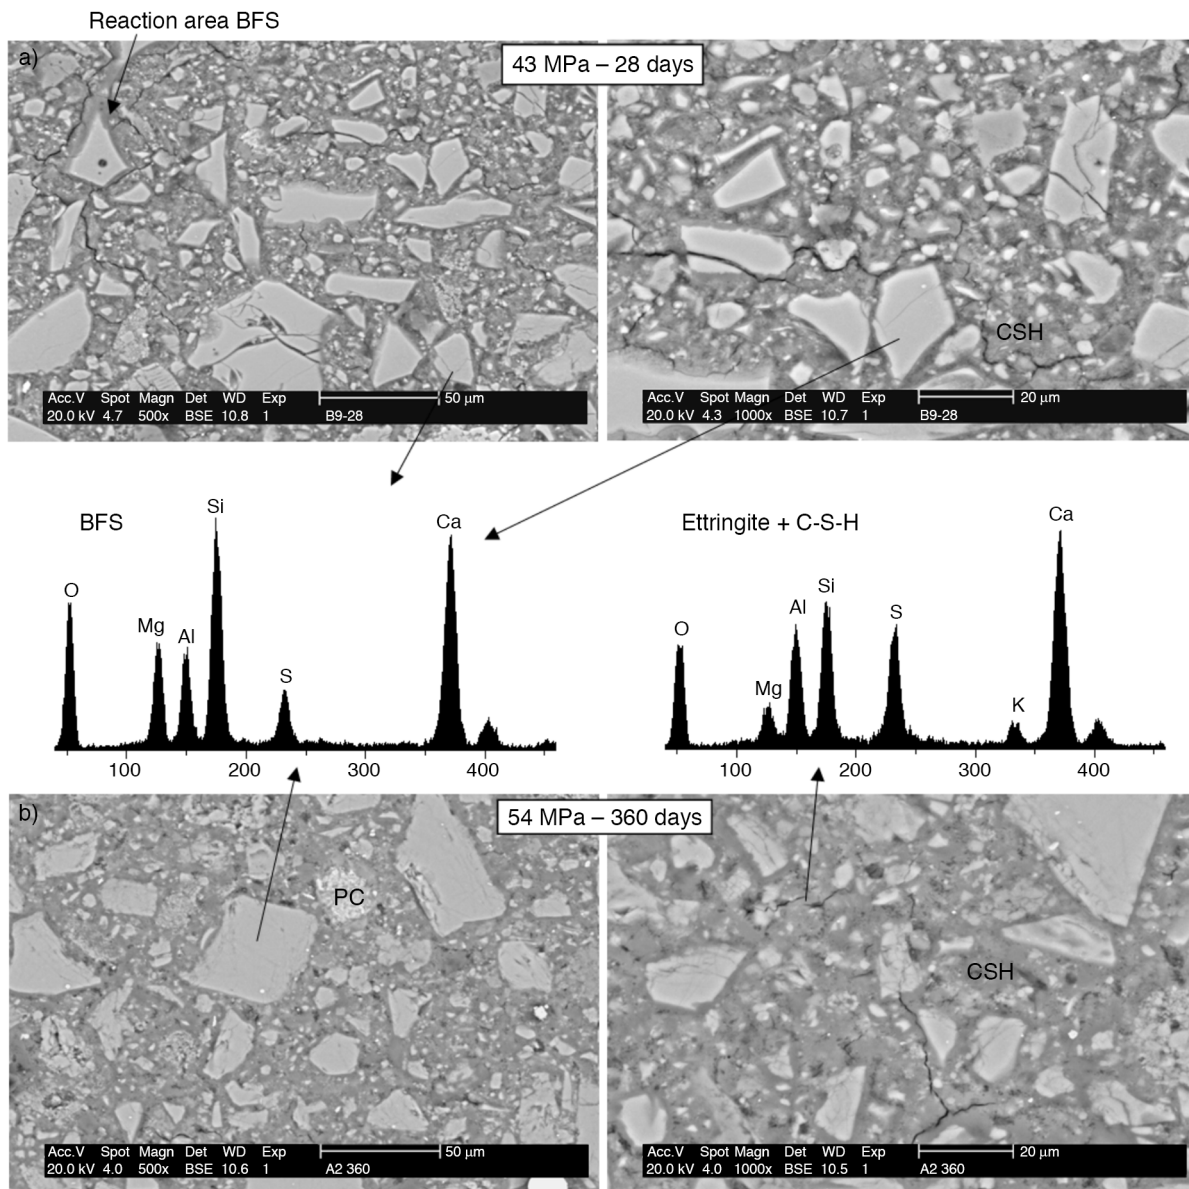 Reaction area BFS
a)
43 MPa – 28 days
CSH
Acc.V Spot Magn Det WD Exp 50 µm
20.0 kV 4.7 500x BSE 10.8 1 B9-28
Acc.V Spot Magn Det WD Exp 20 µm
20.0 kV 4.3 1000x BSE 10.7 1 B9-28
BFS
O
Mg
Al
Si
S
Ca
100 200 300 400
Ettringite + C-S-H
O
Mg
Al
Si
S
K
Ca
100 200 300 400
b)
54 MPa – 360 days
PC
CSH
Acc.V Spot Magn Det WD Exp 50 µm
20.0 kV 4.0 500x BSE 10.6 1 A2 360
Acc.V Spot Magn Det WD Exp 20 µm
20.0 kV 4.0 1000x BSE 10.5 1 A2 360